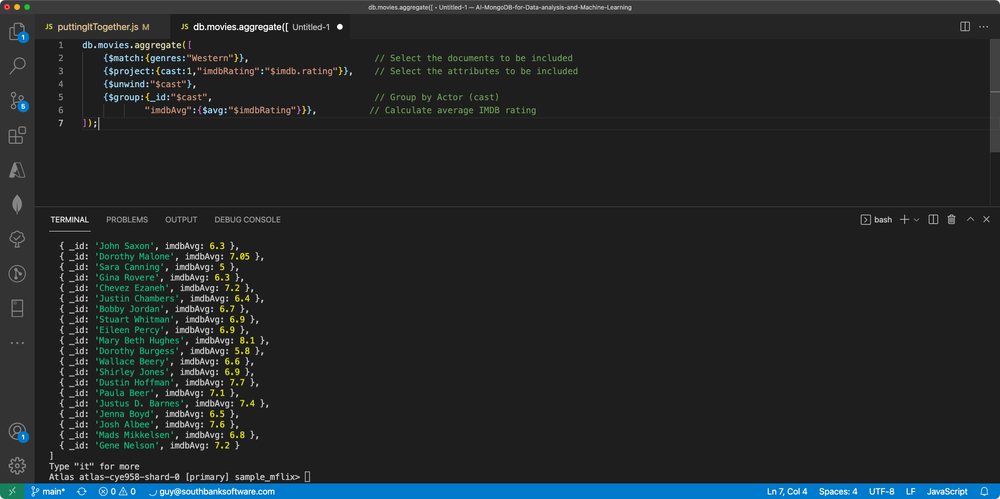 db.movies.aggregate([ • Untitled-1 — AI-MongoDB-for-Data-analysis-and-Machine-Learning
JS puttingItTogether.js M
JS db.movies.aggregate([ Untitled-1
1 db.movies.aggregate([
2 {$match:{genres:"Western"}}, // Select the documents to be included
3 {$project:{cast:1,"imdbRating":"$imdb.rating"}}, // Select the attributes to be included
4 {$unwind:"$cast"},
5 {$group:{_id:"$cast", // Group by Actor (cast)
6 "imdbAvg":{$avg:"$imdbRating"}}}, // Calculate average IMDB rating
7 ]);
1
5
1
TERMINAL PROBLEMS OUTPUT DEBUG CONSOLE bash
{ _id: 'John Saxon', imdbAvg: 6.3 },
{ _id: 'Dorothy Malone', imdbAvg: 7.05 },
{ _id: 'Sara Canning', imdbAvg: 5 },
{ _id: 'Gina Rovere', imdbAvg: 6.3 },
{ _id: 'Chevez Ezaneh', imdbAvg: 7.2 },
{ _id: 'Justin Chambers', imdbAvg: 6.4 },
{ _id: 'Bobby Jordan', imdbAvg: 6.7 },
{ _id: 'Stuart Whitman', imdbAvg: 6.9 },
{ _id: 'Eileen Percy', imdbAvg: 6.9 },
{ _id: 'Mary Beth Hughes', imdbAvg: 8.1 },
{ _id: 'Dorothy Burgess', imdbAvg: 5.8 },
{ _id: 'Wallace Beery', imdbAvg: 6.6 },
{ _id: 'Shirley Jones', imdbAvg: 6.9 },
{ _id: 'Dustin Hoffman', imdbAvg: 7.7 },
{ _id: 'Paula Beer', imdbAvg: 7.1 },
{ _id: 'Justus D. Barnes', imdbAvg: 7.4 },
{ _id: 'Jenna Boyd', imdbAvg: 6.5 },
{ _id: 'Josh Albee', imdbAvg: 7.6 },
{ _id: 'Mads Mikkelsen', imdbAvg: 6.8 },
{ _id: 'Gene Nelson', imdbAvg: 7.2 }
]
Type "it" for more
Atlas atlas-cye958-shard-0 [primary] sample_mflix>
main* 0 0 guy@southbanksoftware.com Ln 7, Col 4 Spaces: 4 UTF-8 LF JavaScript